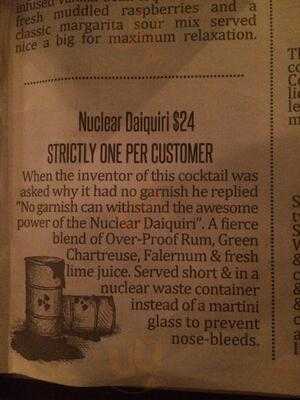 infused van
fresh muddled raspberries and a
classic margarita sour mix served
nice a big for maximum relaxation.
Nuclear Daiquiri $24
STRICTLY ONE PER CUSTOMER
When the inventor of this cocktail was
asked why it had no garnish he replied
"No garnish can withstand the awesome
power of the Nuclear Daiquiri". A fierce
blend of Over-Proof Rum, Green
Chartreuse, Falernum & fresh
lime juice. Served short & in a
nuclear waste container
instead of a martini
glass to prevent
nose-bleeds.